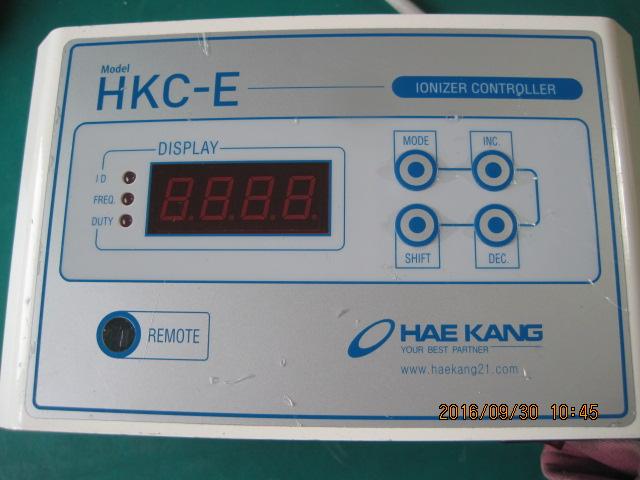 Model
HKC-E
IONIZER CONTROLLER
DISPLAY
ID
FREQ.
DUTY
8.8.8.8.
MODE
INC.
SHIFT
DEC.
REMOTE
HAE KANG
YOUR BEST PARTNER
www.haekang21.com
2016/09/30 10:45